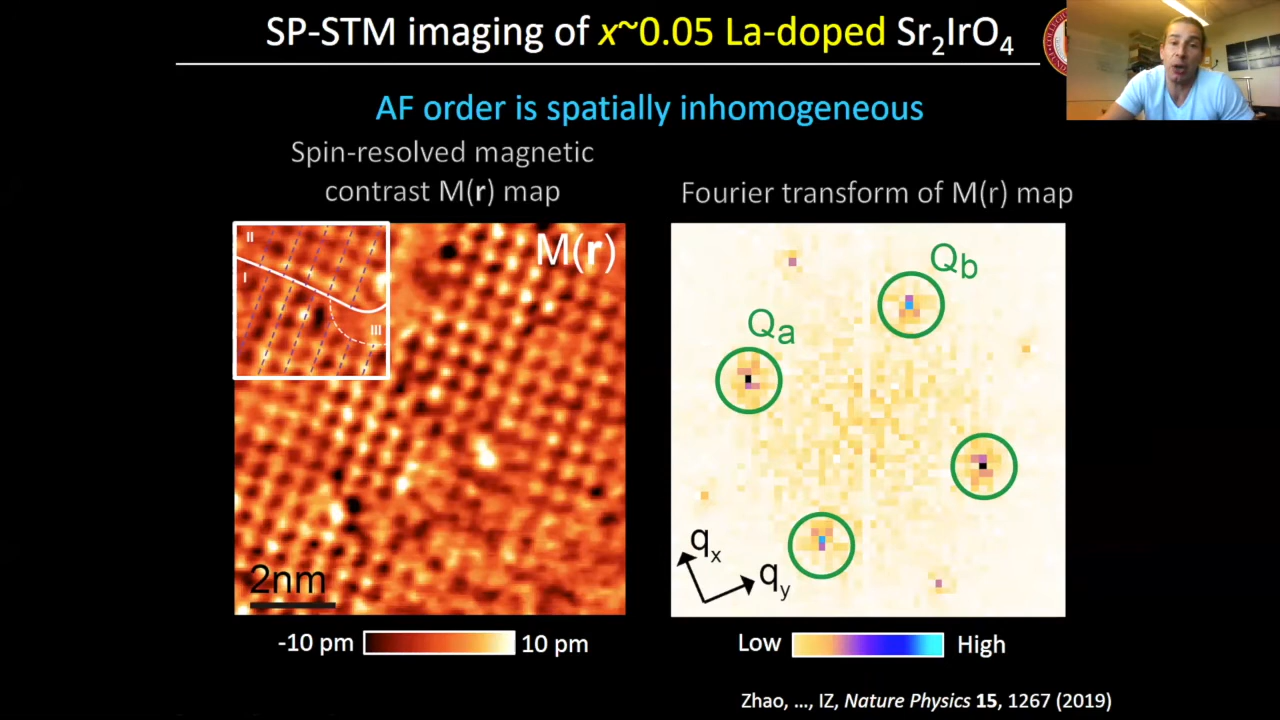 SP-STM imaging of x~0.05 La-doped Sr₂IrO₄
AF order is spatially inhomogeneous
Spin-resolved magnetic
contrast M(r) map
Fourier transform of M(r) map
II
I
III
M(r)
2nm
-10 pm
10 pm
Qb
Qa
qx
qy
Low
High
Zhao, ..., IZ, Nature Physics 15, 1267 (2019)